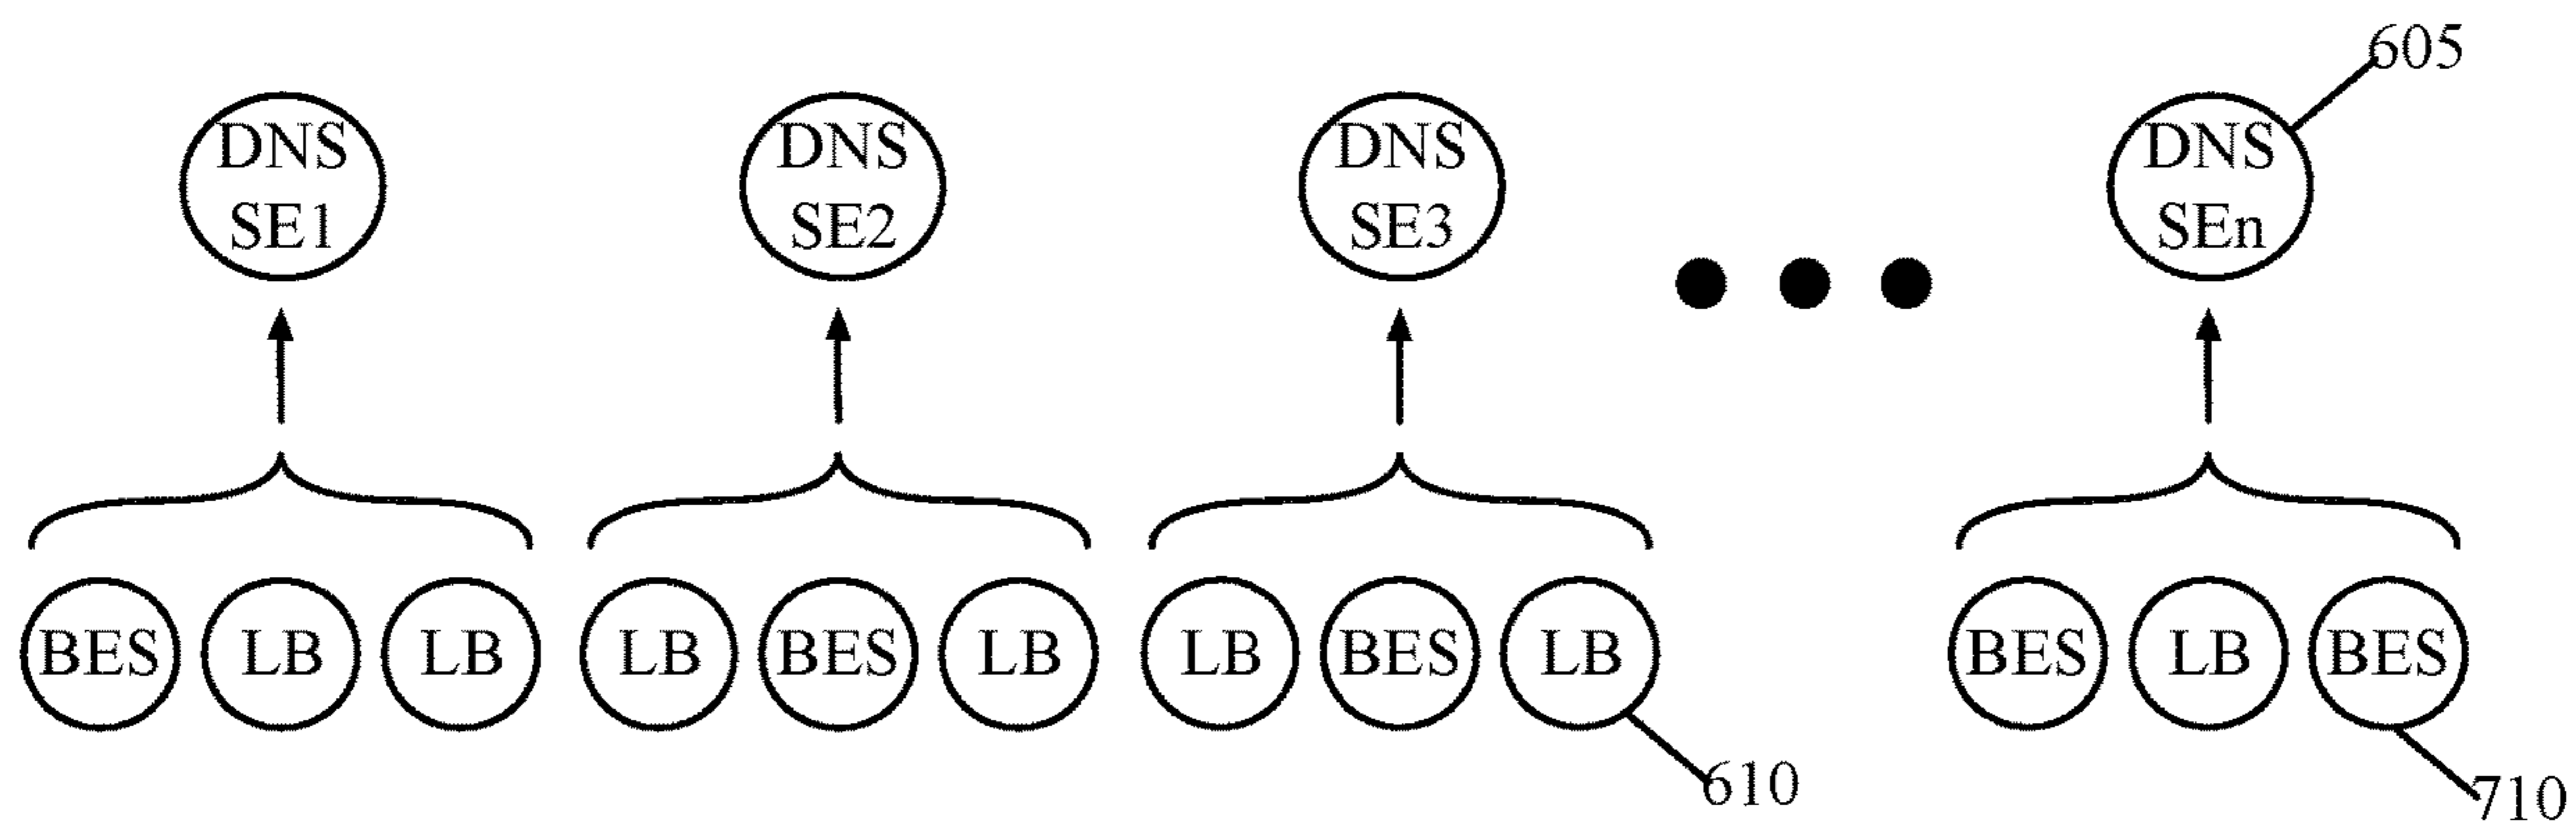 605
DNS
SE1
DNS
SE2
DNS
SE3
DNS
SEn
BES LB LB LB BES LB LB BES LB BES LB BES
610
710